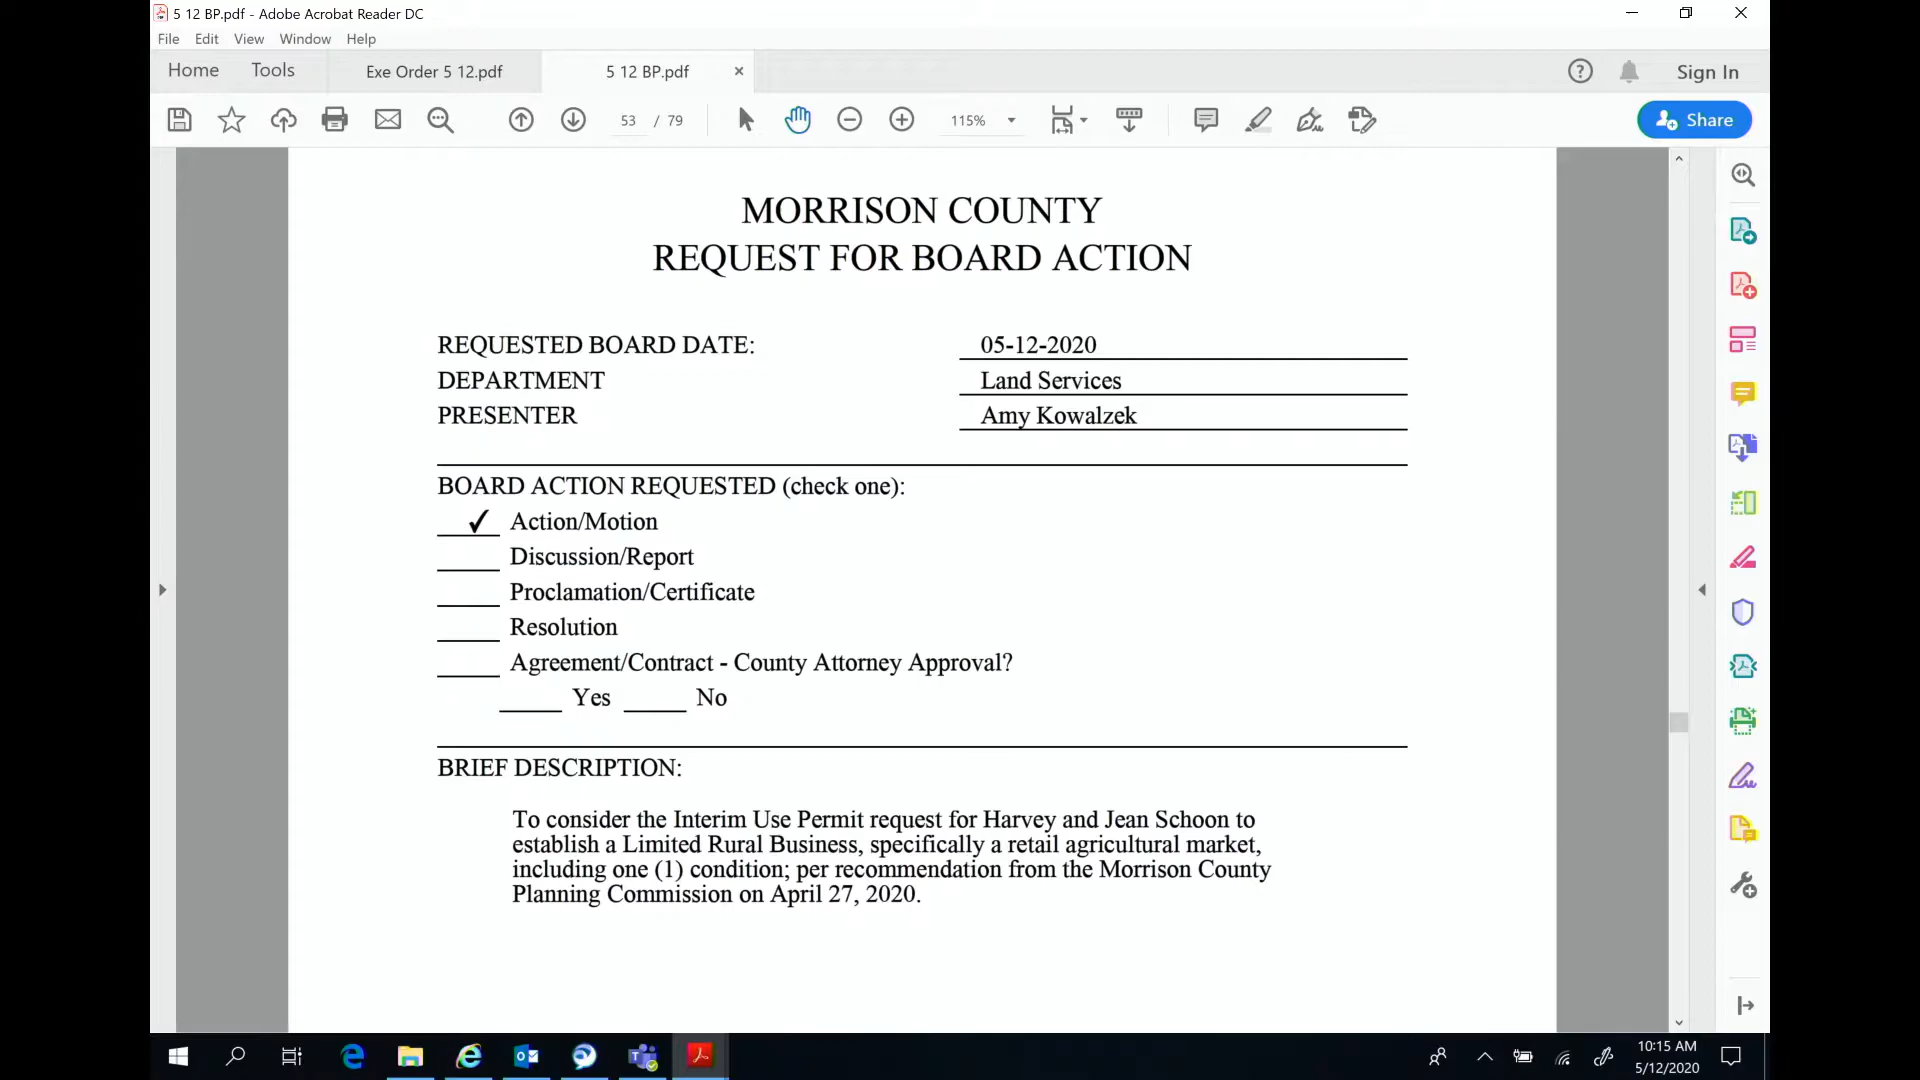 5 12 BP.pdf - Adobe Acrobat Reader DC
File Edit View Window Help
Home Tools Exe Order 5 12.pdf 5 12 BP.pdf Sign In
53 / 79 115% Share
MORRISON COUNTY
REQUEST FOR BOARD ACTION
REQUESTED BOARD DATE: 05-12-2020
DEPARTMENT Land Services
PRESENTER Amy Kowalzek
BOARD ACTION REQUESTED (check one):
✓ Action/Motion
Discussion/Report
Proclamation/Certificate
Resolution
Agreement/Contract - County Attorney Approval?
Yes No
BRIEF DESCRIPTION:
To consider the Interim Use Permit request for Harvey and Jean Schoon to
establish a Limited Rural Business, specifically a retail agricultural market,
including one (1) condition; per recommendation from the Morrison County
Planning Commission on April 27, 2020.
10:15 AM
5/12/2020